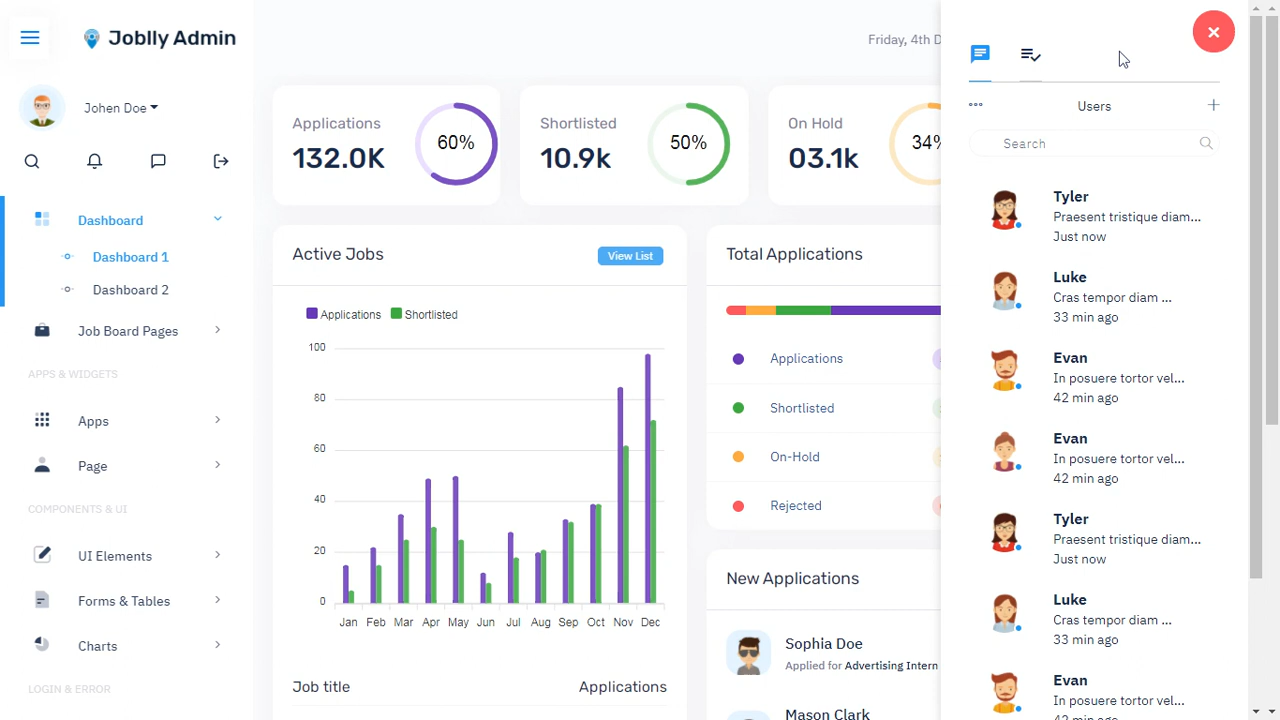 Joblly Admin
Johen Doe
Dashboard
Dashboard 1
Dashboard 2
Job Board Pages
APPS & WIDGETS
Apps
Page
COMPONENTS & UI
UI Elements
Forms & Tables
Charts
LOGIN & ERROR
Friday, 4th D
Applications
132.0K
60%
Shortlisted
10.9k
50%
On Hold
03.1k
34%
Active Jobs
View List
Applications
Shortlisted
100
80
60
40
20
0
Jan Feb Mar Apr May Jun Jul Aug Sep Oct Nov Dec
Job title
Applications
Total Applications
Applications
Shortlisted
On-Hold
Rejected
New Applications
Sophia Doe
Applied for Advertising Intern
Mason Clark
Users
Search
Tyler
Praesent tristique diam...
Just now
Luke
Cras tempor diam ...
33 min ago
Evan
In posuere tortor vel...
42 min ago
Evan
In posuere tortor vel...
42 min ago
Tyler
Praesent tristique diam...
Just now
Luke
Cras tempor diam ...
33 min ago
Evan
In posuere tortor vel...
42 min ago